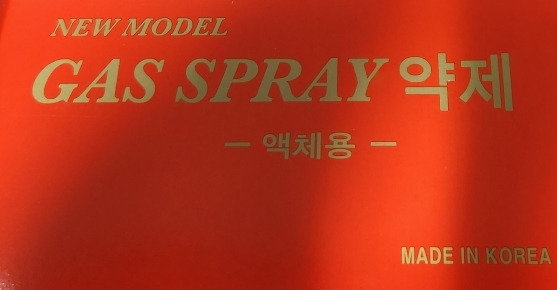 NEW MODEL
GAS SPRAY 약제
— 액체용 —
MADE IN KOREA